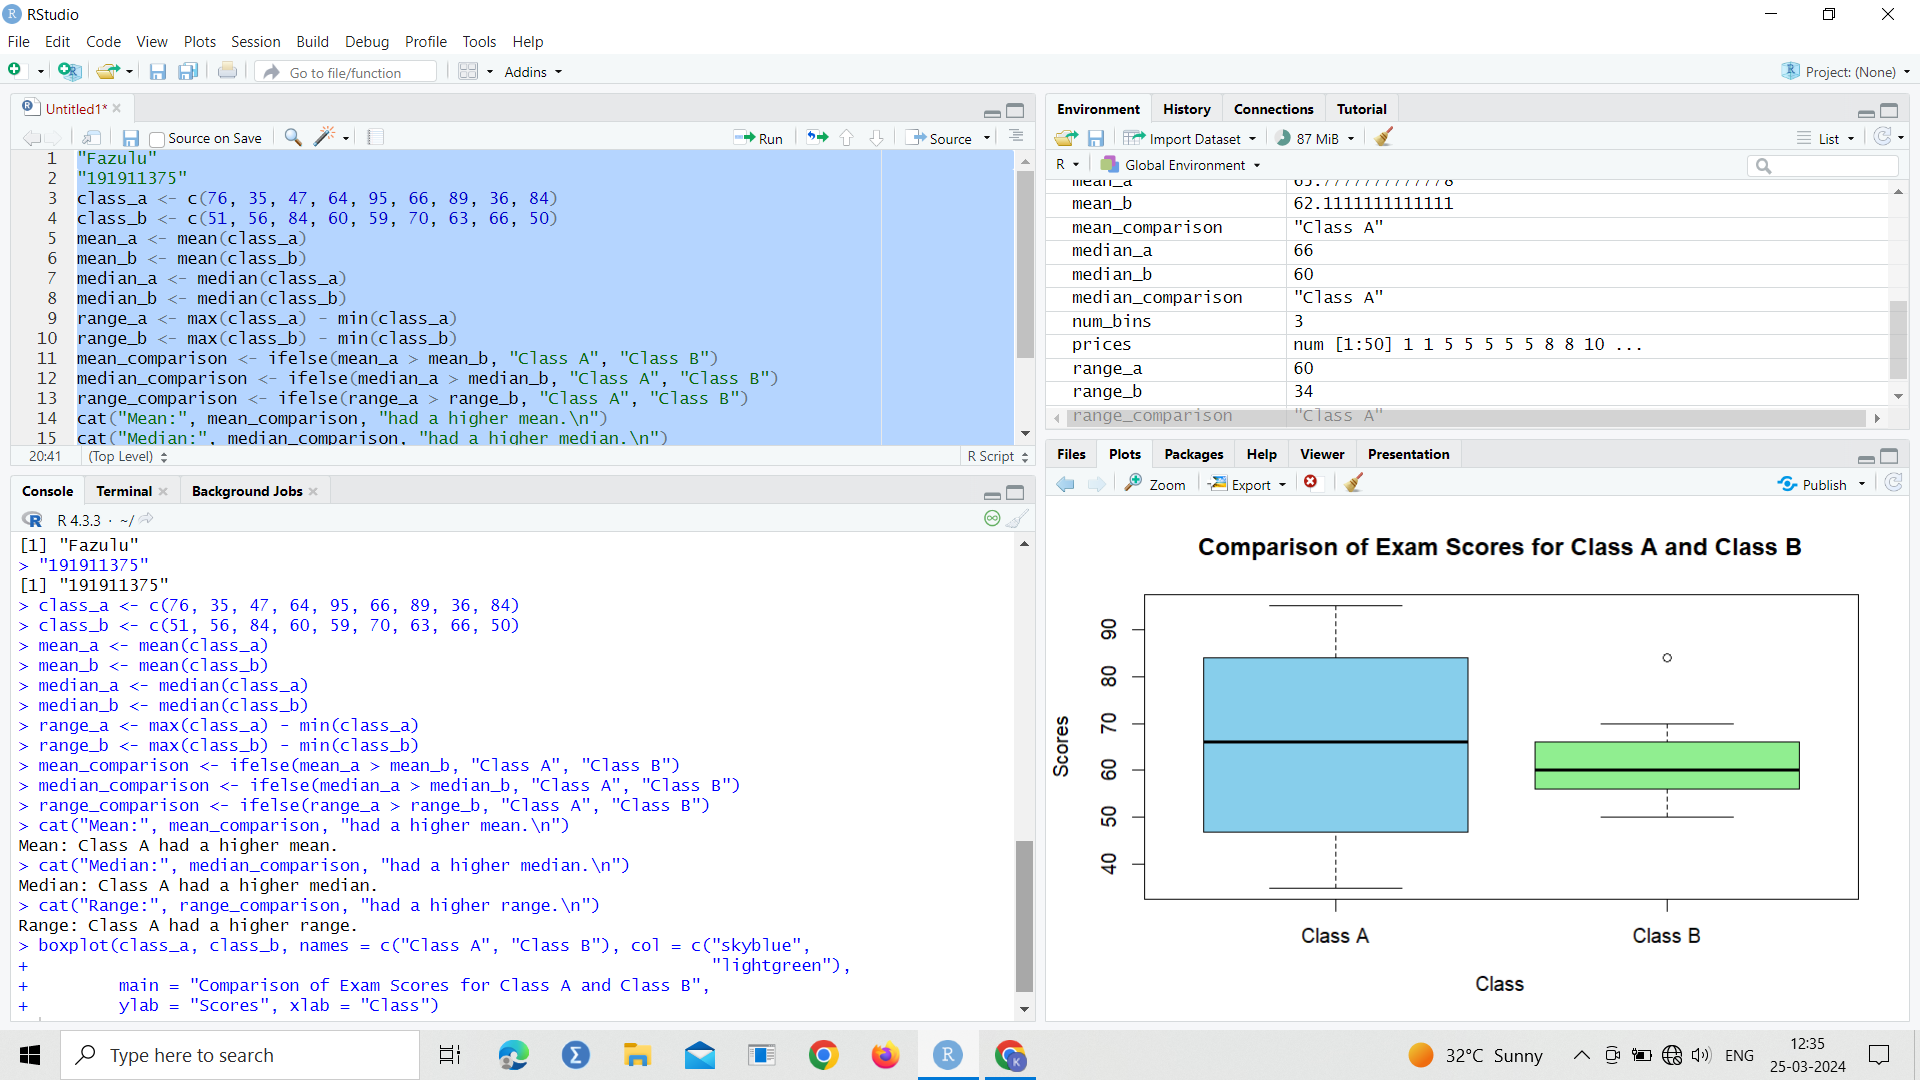 RStudio
File Edit Code View Plots Session Build Debug Profile Tools Help
Go to file/function Addins Project: (None)
Untitled1*
Source on Save Run Source
1 "Fazulu"
2 "191911375"
3 class_a <- c(76, 35, 47, 64, 95, 66, 89, 36, 84)
4 class_b <- c(51, 56, 84, 60, 59, 70, 63, 66, 50)
5 mean_a <- mean(class_a)
6 mean_b <- mean(class_b)
7 median_a <- median(class_a)
8 median_b <- median(class_b)
9 range_a <- max(class_a) - min(class_a)
10 range_b <- max(class_b) - min(class_b)
11 mean_comparison <- ifelse(mean_a > mean_b, "Class A", "Class B")
12 median_comparison <- ifelse(median_a > median_b, "Class A", "Class B")
13 range_comparison <- ifelse(range_a > range_b, "Class A", "Class B")
14 cat("Mean:", mean_comparison, "had a higher mean.\n")
15 cat("Median:", median_comparison, "had a higher median.\n")
20:41 (Top Level) R Script
Console Terminal Background Jobs
R 4.3.3 · ~/
[1] "Fazulu"
> "191911375"
[1] "191911375"
> class_a <- c(76, 35, 47, 64, 95, 66, 89, 36, 84)
> class_b <- c(51, 56, 84, 60, 59, 70, 63, 66, 50)
> mean_a <- mean(class_a)
> mean_b <- mean(class_b)
> median_a <- median(class_a)
> median_b <- median(class_b)
> range_a <- max(class_a) - min(class_a)
> range_b <- max(class_b) - min(class_b)
> mean_comparison <- ifelse(mean_a > mean_b, "Class A", "Class B")
> median_comparison <- ifelse(median_a > median_b, "Class A", "Class B")
> range_comparison <- ifelse(range_a > range_b, "Class A", "Class B")
> cat("Mean:", mean_comparison, "had a higher mean.\n")
Mean: Class A had a higher mean.
> cat("Median:", median_comparison, "had a higher median.\n")
Median: Class A had a higher median.
> cat("Range:", range_comparison, "had a higher range.\n")
Range: Class A had a higher range.
> boxplot(class_a, class_b, names = c("Class A", "Class B"), col = c("skyblue",
+ "lightgreen"),
+ main = "Comparison of Exam Scores for Class A and Class B",
+ ylab = "Scores", xlab = "Class")
Environment History Connections Tutorial
Import Dataset 87 MiB List
R Global Environment
mean_a 65.7777777777778
mean_b 62.1111111111111
mean_comparison "Class A"
median_a 66
median_b 60
median_comparison "Class A"
num_bins 3
prices num [1:50] 1 1 5 5 5 5 5 8 8 10 ...
range_a 60
range_b 34
range_comparison "Class A"
Files Plots Packages Help Viewer Presentation
Zoom Export Publish
Comparison of Exam Scores for Class A and Class B
Scores
90
80
70
60
50
40
Class A Class B
Class
Type here to search
32°C Sunny ENG 12:35
25-03-2024